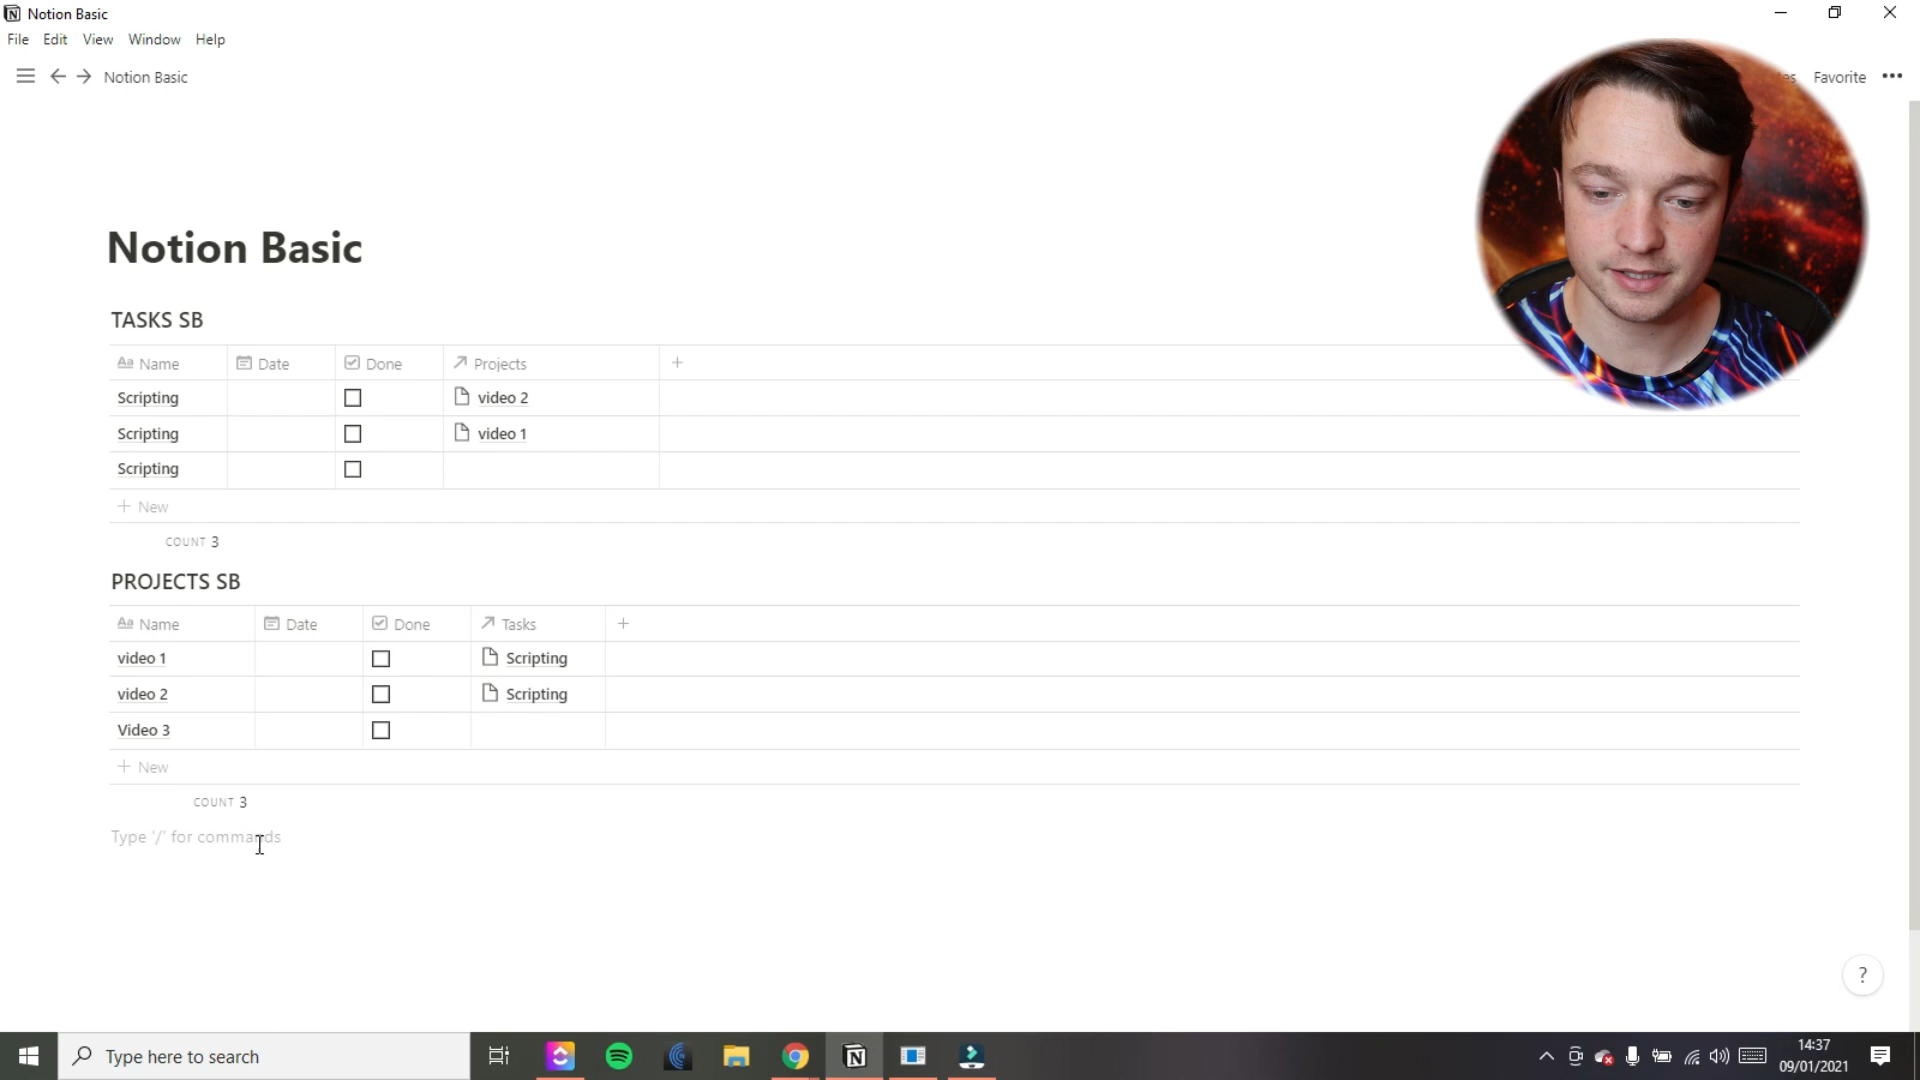 Notion Basic
File Edit View Window Help
Notion Basic
Favorite
Notion Basic
TASKS SB
Aa Name Date Done Projects
Scripting video 2
Scripting video 1
Scripting
+ New
COUNT 3
PROJECTS SB
Aa Name Date Done Tasks
video 1 Scripting
video 2 Scripting
Video 3
+ New
COUNT 3
Type '/' for commands
?
Type here to search
14:37
09/01/2021